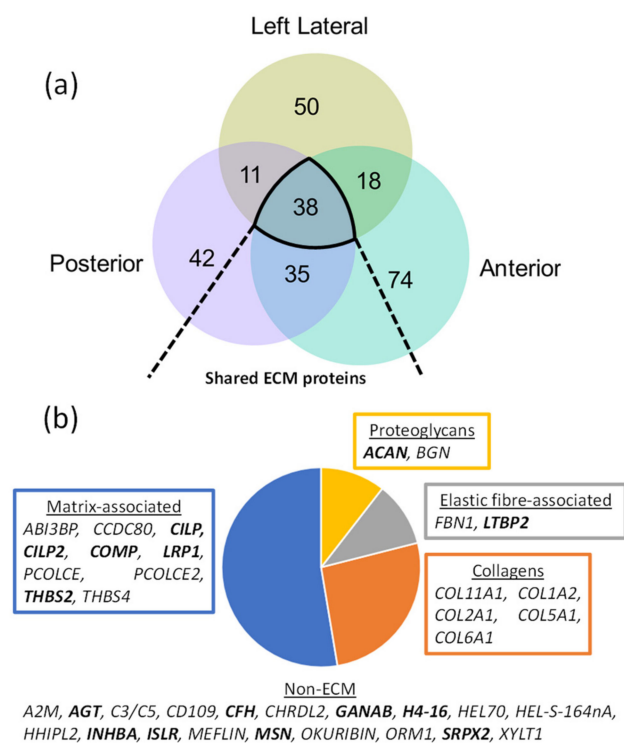 Left Lateral
(a)
50
11
18
38
Posterior
42
35
74
Anterior
Shared ECM proteins
(b)
Proteoglycans
ACAN, BGN
Matrix-associated
ABI3BP, CCDC80, CILP,
CILP2, COMP, LRP1,
PCOLCE, PCOLCE2,
THBS2, THBS4
Elastic fibre-associated
FBN1, LTBP2
Collagens
COL11A1, COL1A2,
COL2A1, COL5A1,
COL6A1
Non-ECM
A2M, AGT, C3/C5, CD109, CFH, CHRDL2, GANAB, H4-16, HEL70, HEL-S-164nA,
HHIPL2, INHBA, ISLR, MEFLIN, MSN, OKURIBIN, ORM1, SRPX2, XYLT1